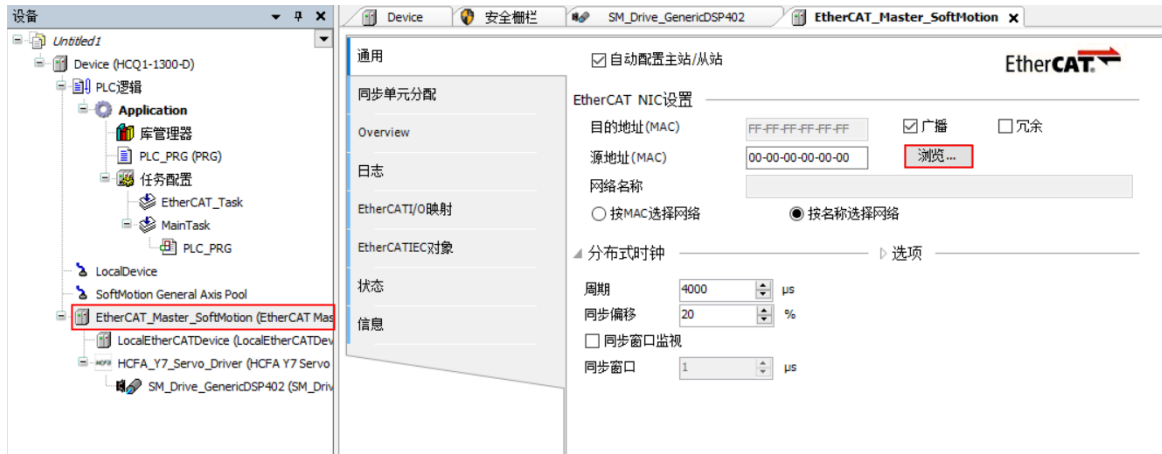 设备
Device
安全栅栏
SM_Drive_GenericDSP402
EtherCAT_Master_SoftMotion
Untitled1
Device (HCQ1-1300-D)
PLC逻辑
Application
库管理器
PLC_PRG (PRG)
任务配置
EtherCAT_Task
MainTask
PLC_PRG
LocalDevice
SoftMotion General Axis Pool
EtherCAT_Master_SoftMotion (EtherCAT Mas
LocalEtherCATDevice (LocalEtherCATDev
HCFA HCFA_Y7_Servo_Driver (HCFA Y7 Servo
SM_Drive_GenericDSP402 (SM_Driv
通用
同步单元分配
Overview
日志
EtherCATI/O映射
EtherCATIEC对象
状态
信息
自动配置主站/从站
EtherCAT
EtherCAT NIC设置
目的地址(MAC) FF-FF-FF-FF-FF-FF 广播 冗余
源地址(MAC) 00-00-00-00-00-00 浏览...
网络名称
按MAC选择网络 按名称选择网络
分布式时钟 选项
周期 4000 μs
同步偏移 20 %
同步窗口监视
同步窗口 1 μs